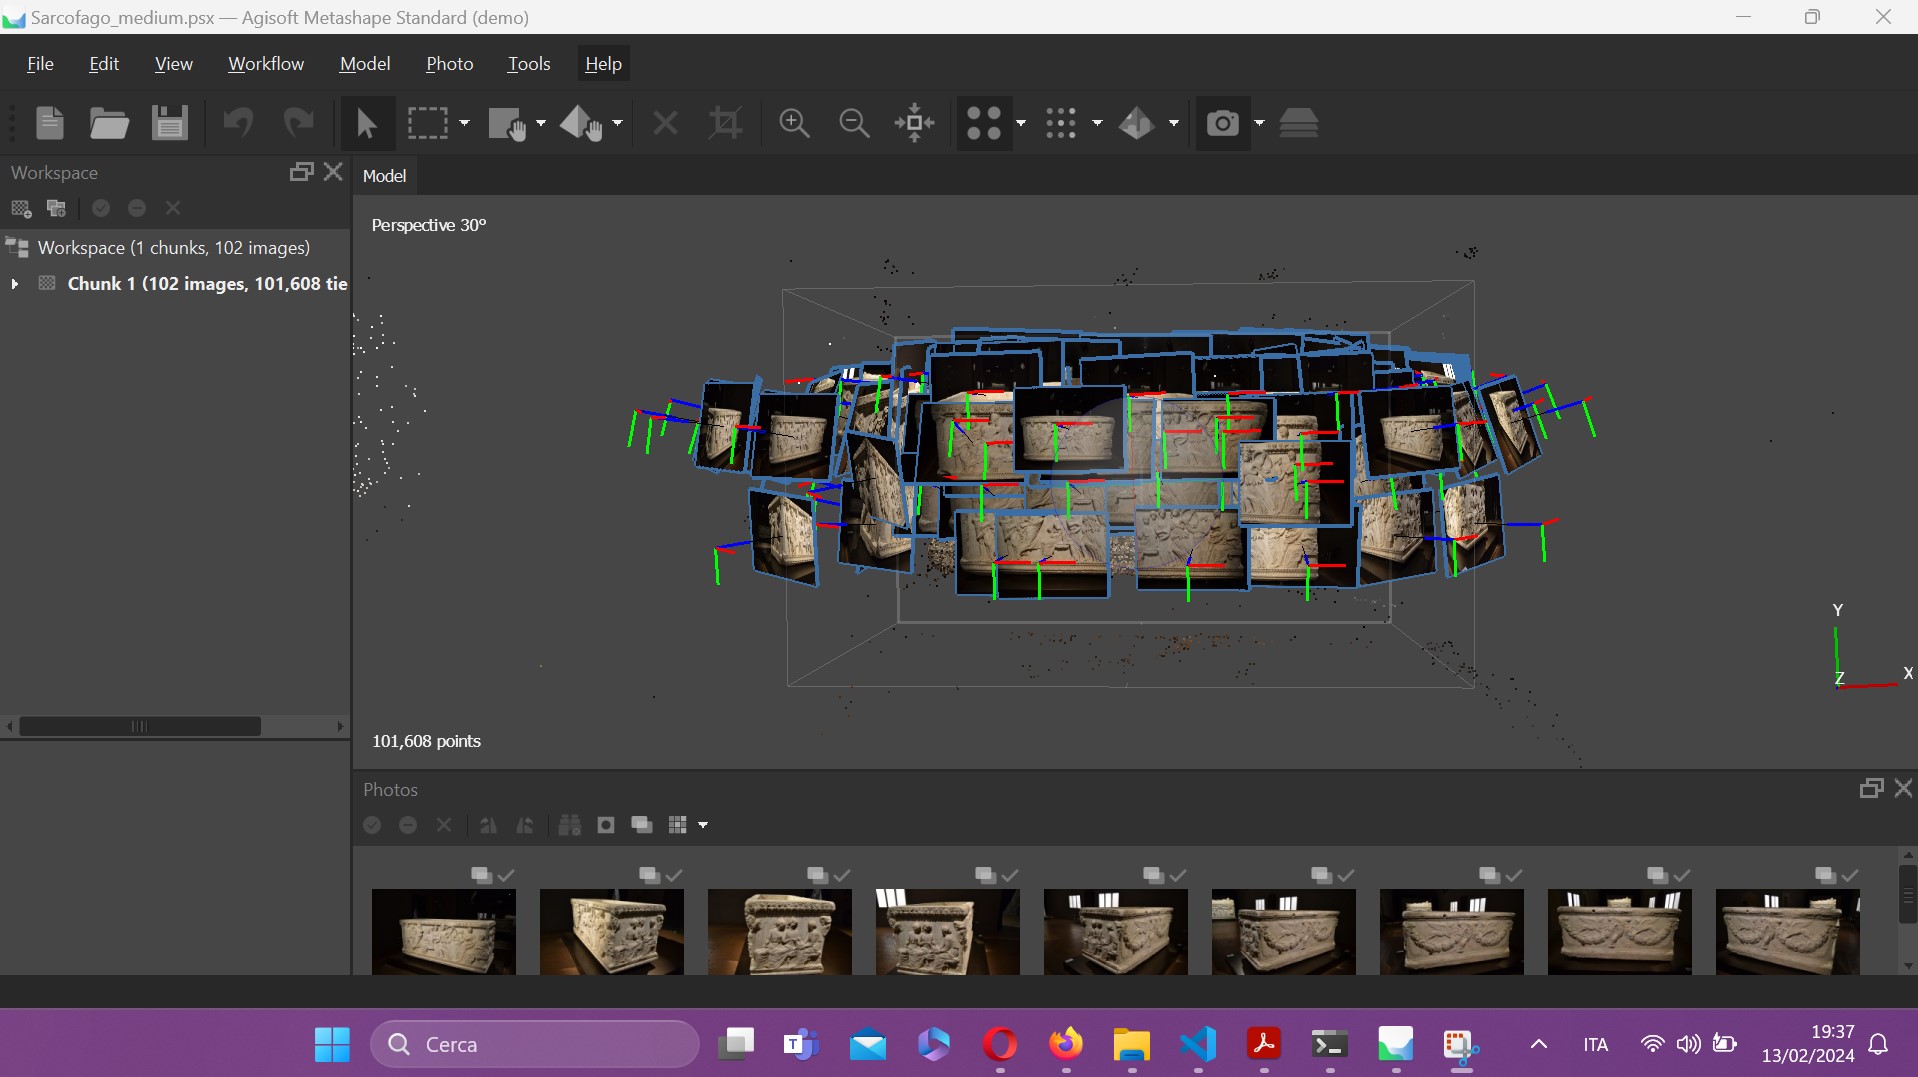 Sarcofago_medium.psx — Agisoft Metashape Standard (demo)
File Edit View Workflow Model Photo Tools Help
Workspace
Model
Workspace (1 chunks, 102 images)
Chunk 1 (102 images, 101,608 tie
Perspective 30°
Y
X
Z
101,608 points
Photos
Cerca
ITA
19:37
13/02/2024